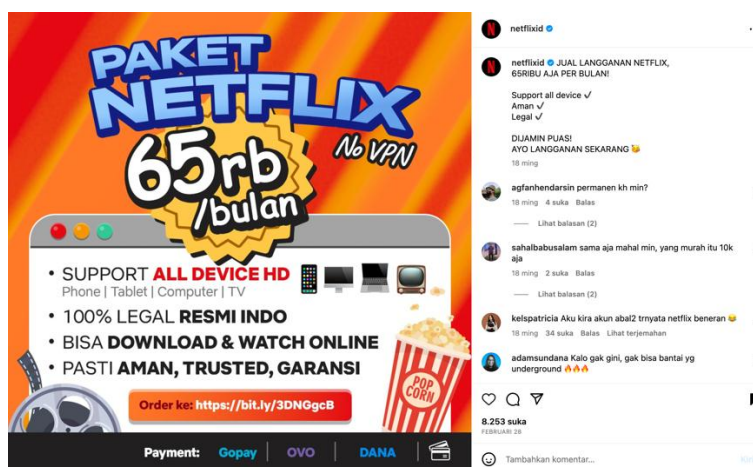 PAKET
NETFLIX
No VPN
65rb
/bulan
• SUPPORT ALL DEVICE HD
Phone | Tablet | Computer | TV
• 100% LEGAL RESMI INDO
• BISA DOWNLOAD & WATCH ONLINE
• PASTI AMAN, TRUSTED, GARANSI
Order ke: https://bit.ly/3DNGgcB
POP
CORN
Payment: Gopay | OVO | DANA |
N netflixid
N netflixid JUAL LANGGANAN NETFLIX,
65RIBU AJA PER BULAN!
Support all device ✓
Aman ✓
Legal ✓
DIJAMIN PUAS!
AYO LANGGANAN SEKARANG 🥳
18 ming
agfanhendarsin permanen kh min?
18 ming 4 suka Balas
Lihat balasan (2)
sahalbabusalam sama aja mahal min, yang murah itu 10k
aja
18 ming 2 suka Balas
Lihat balasan (2)
kelspatricia Aku kira akun abal2 trnyata netflix beneran 😂
18 ming 34 suka Balas Lihat terjemahan
adamsundana Kalo gak gini, gak bisa bantai yg
underground 🔥🔥🔥
8.253 suka
FEBRUARI 28
Tambahkan komentar...